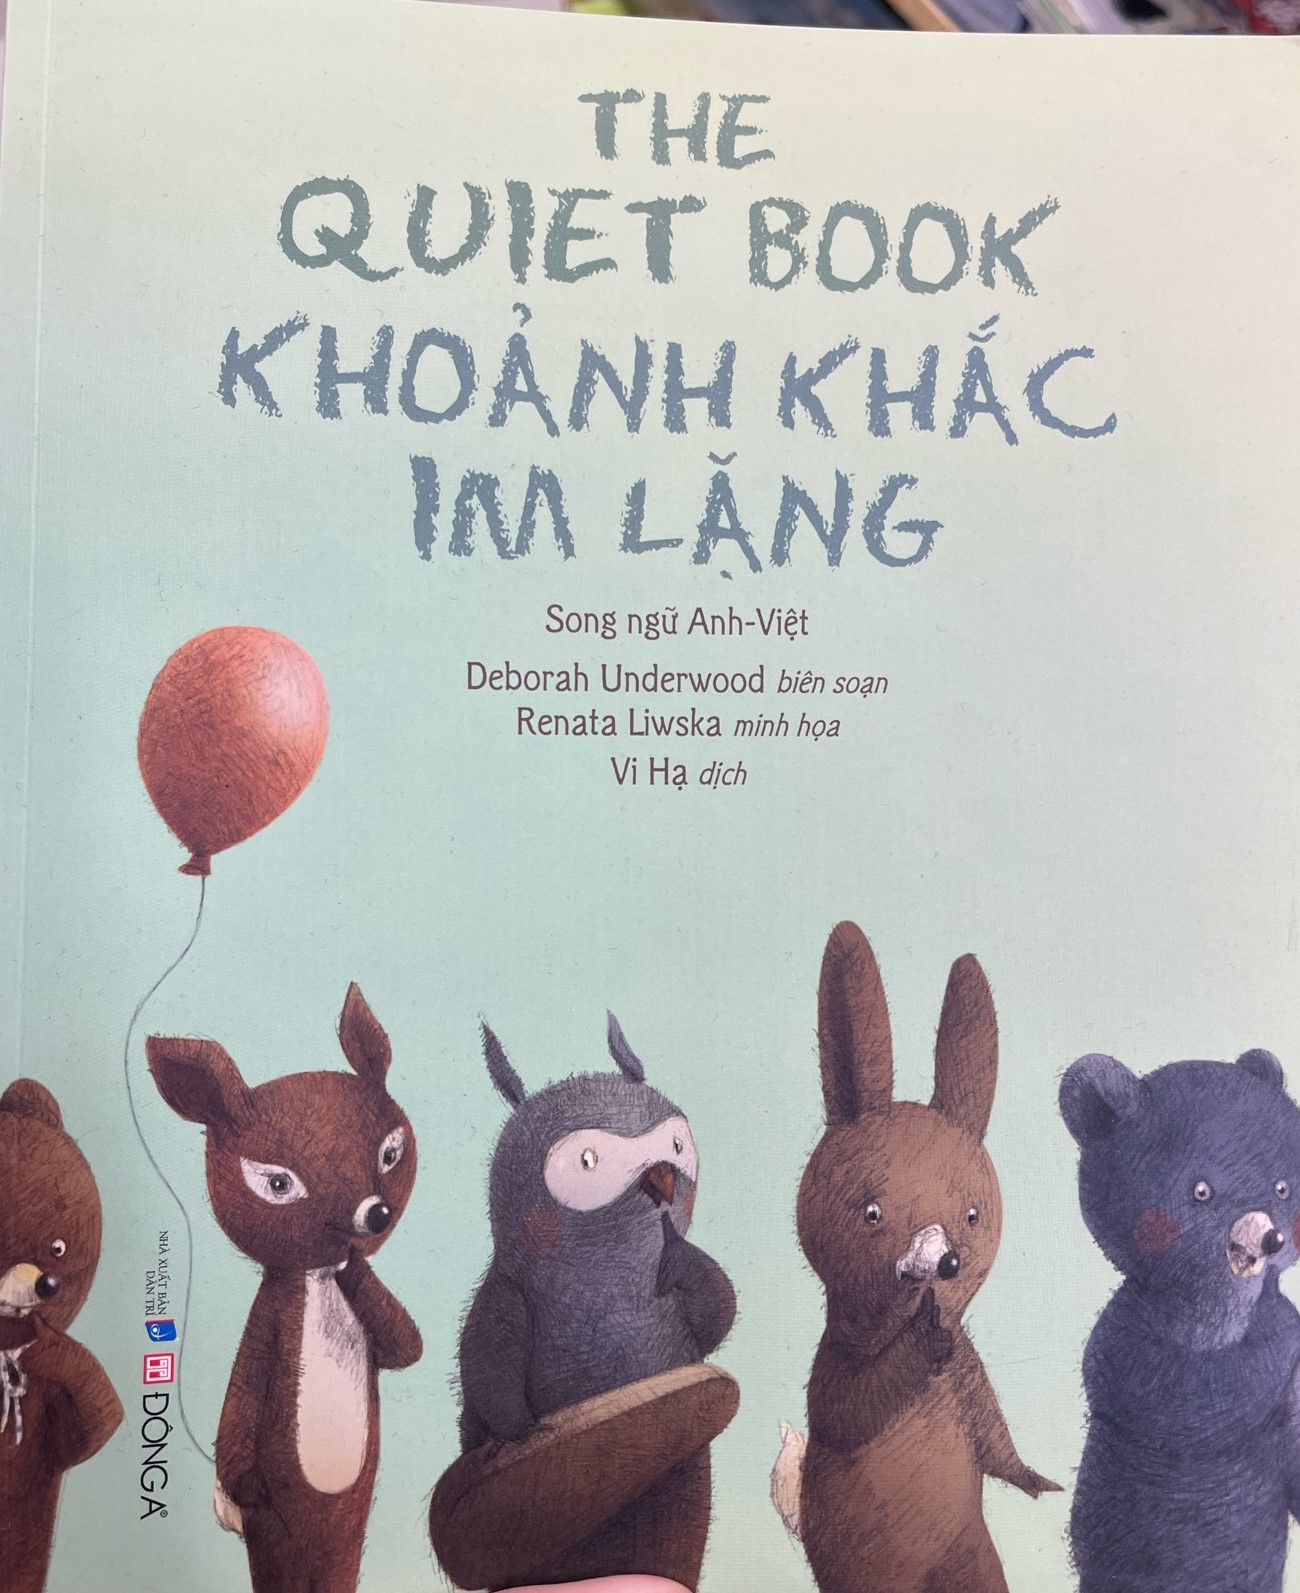 THE
QUIET BOOK
KHOẢNH KHẮC
IM LẶNG
Song ngữ Anh-Việt
Deborah Underwood biên soạn
Renata Liwska minh họa
Vi Hạ dịch
NHÀ XUẤT BẢN
DÂN TRÍ
ĐÔNG A®